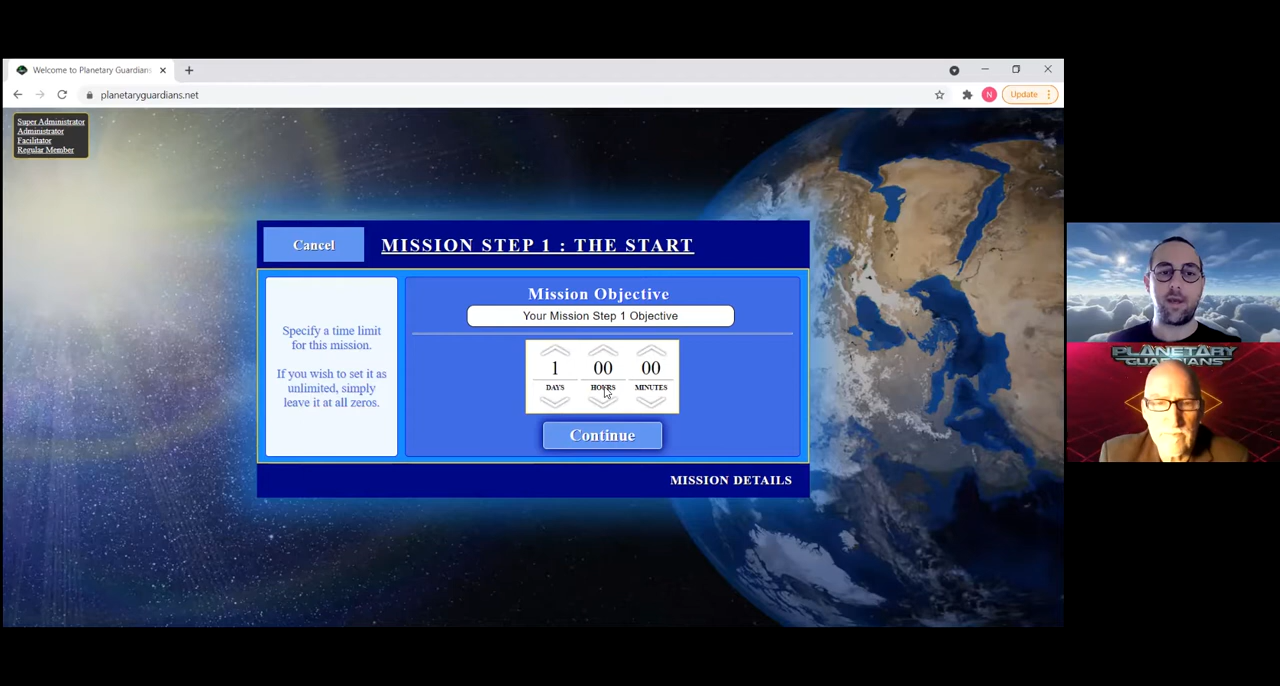 Welcome to Planetary Guardians
planetaryguardians.net
N
Update
Super Administrator
Administrator
Facilitator
Regular Member
Cancel
MISSION STEP 1 : THE START
Specify a time limit
for this mission.
If you wish to set it as
unlimited, simply
leave it at all zeros.
Mission Objective
Your Mission Step 1 Objective
1 00 00
DAYS HOURS MINUTES
Continue
MISSION DETAILS
PLANETARY
GUARDIANS